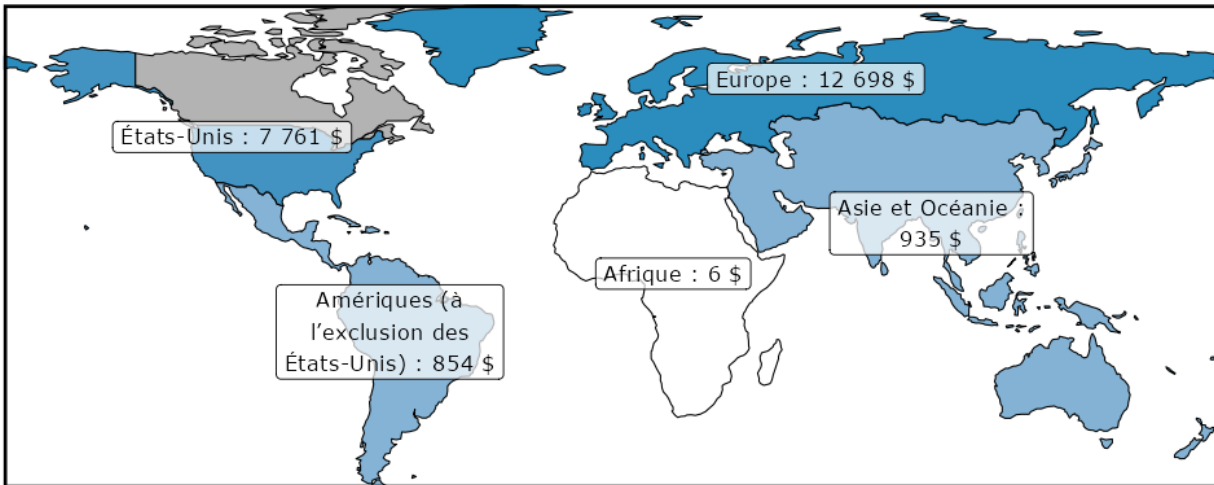 Europe : 12 698 $
États-Unis : 7 761 $
Asie et Océanie :
935 $
Afrique : 6 $
Amériques (à
l’exclusion des
États-Unis) : 854 $